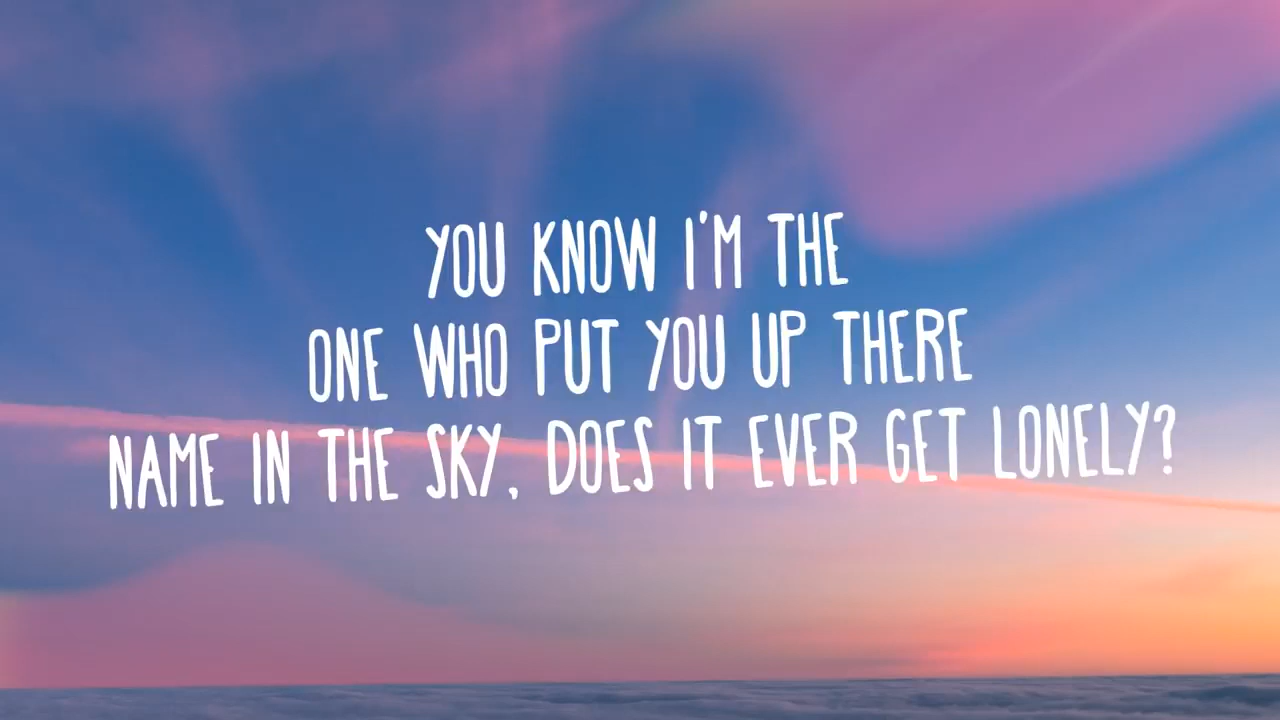 YOU KNOW I'M THE
ONE WHO PUT YOU UP THERE
NAME IN THE SKY, DOES IT EVER GET LONELY?